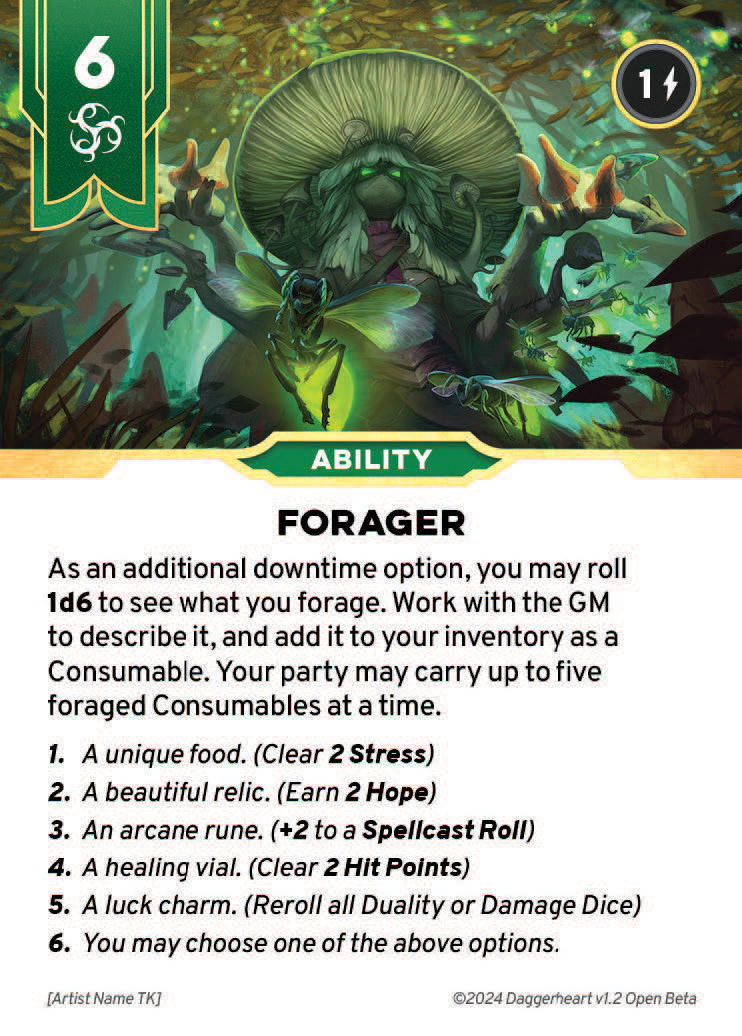 6
1
ABILITY
FORAGER
As an additional downtime option, you may roll
1d6 to see what you forage. Work with the GM
to describe it, and add it to your inventory as a
Consumable. Your party may carry up to five
foraged Consumables at a time.
1. A unique food. (Clear 2 Stress)
2. A beautiful relic. (Earn 2 Hope)
3. An arcane rune. (+2 to a Spellcast Roll)
4. A healing vial. (Clear 2 Hit Points)
5. A luck charm. (Reroll all Duality or Damage Dice)
6. You may choose one of the above options.
[Artist Name TK]
©2024 Daggerheart v1.2 Open Beta